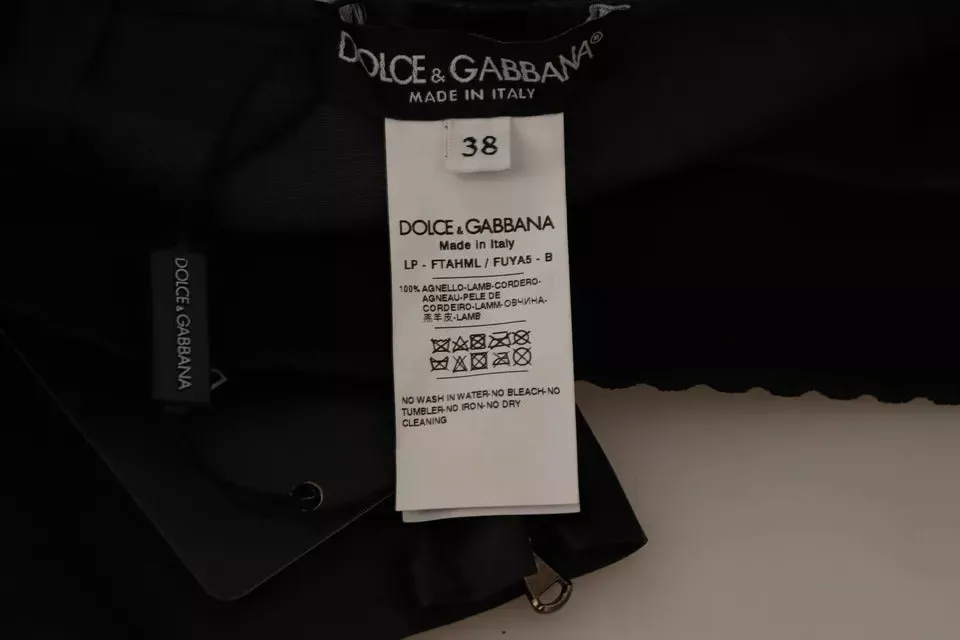 DOLCE & GABBANA®
MADE IN ITALY
38
DOLCE & GABBANA
Made in Italy
LP - FTAHML / FUYA5 - B
100% AGNELLO-LAMB-CORDERO-
AGNEAU-PELE DE
CORDEIRO-LAMM-ОВЧИНА-
羔羊皮-LAMB
NO WASH IN WATER-NO BLEACH-NO
TUMBLER-NO IRON-NO DRY
CLEANING
DOLCE & GABBANA